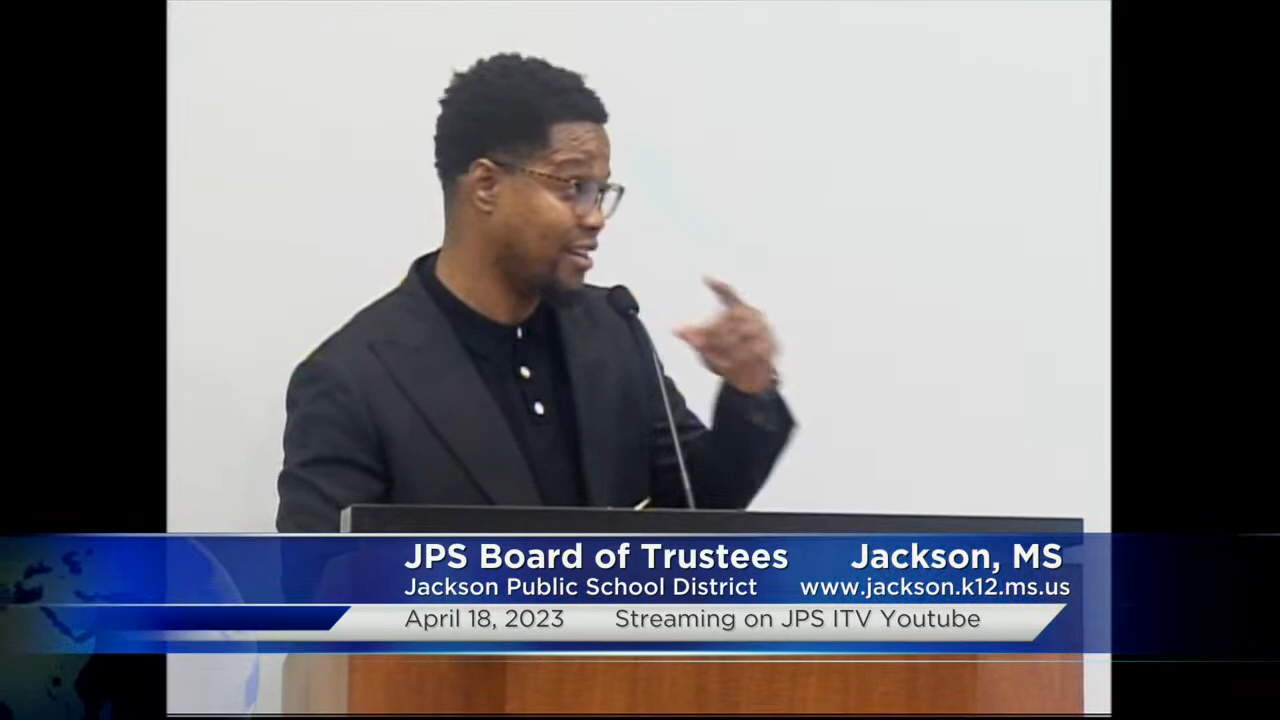 JPS Board of Trustees Jackson, MS
Jackson Public School District www.jackson.k12.ms.us
April 18, 2023 Streaming on JPS ITV Youtube